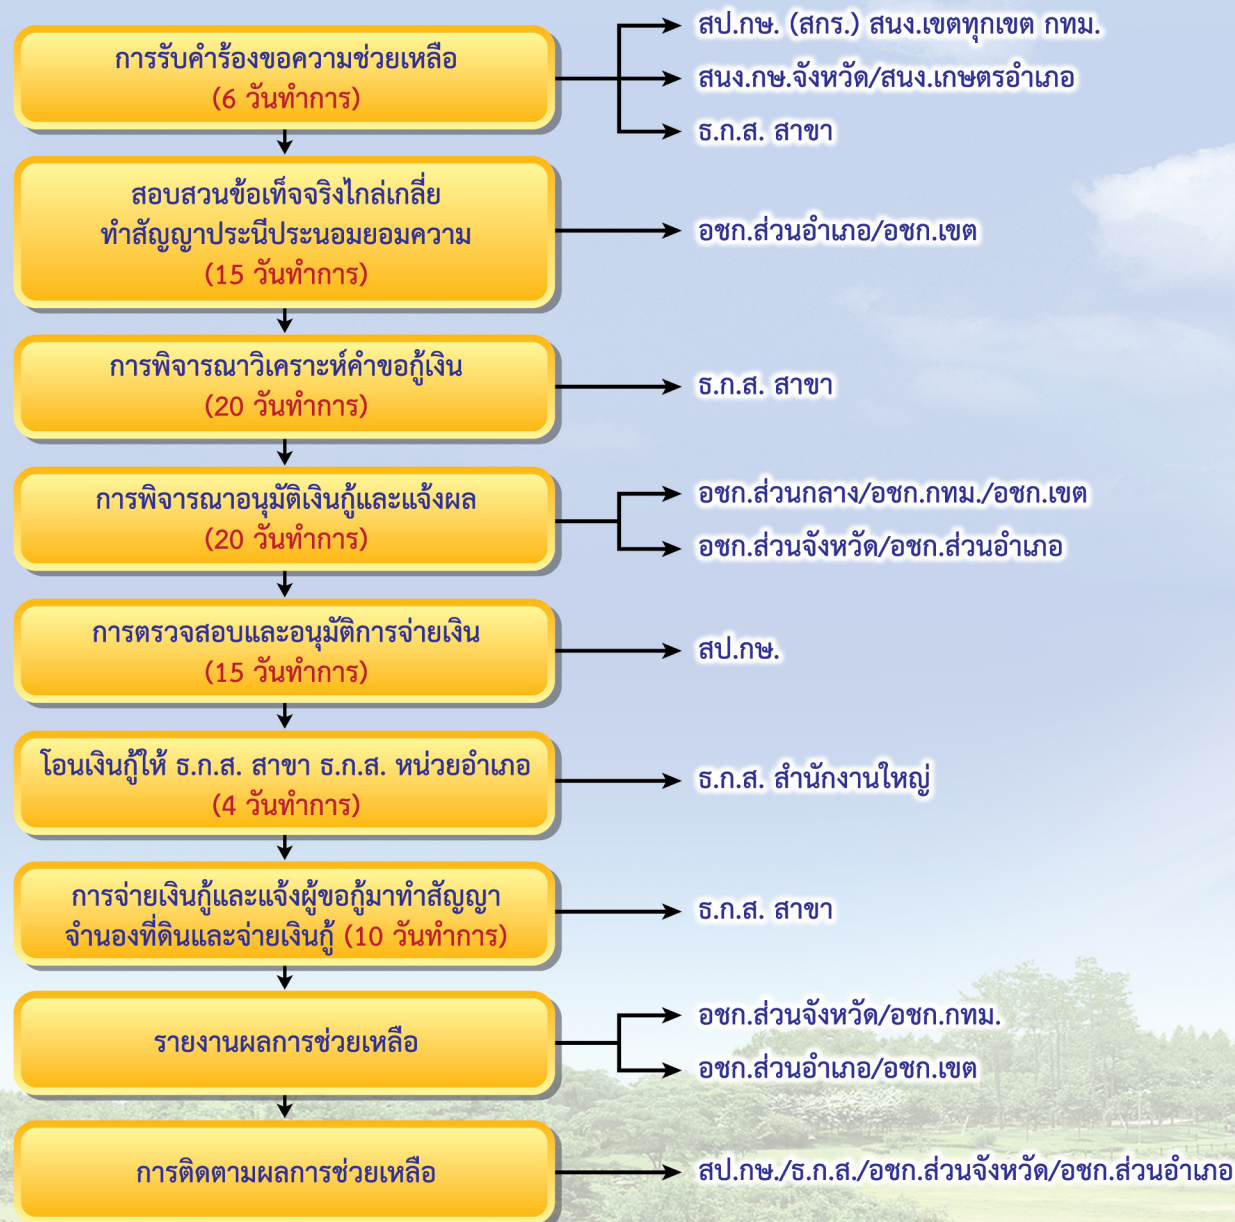 การรับคำร้องขอความช่วยเหลือ
(6 วันทำการ)
สป.กษ. (สกร.) สนง.เขตทุกเขต กทม.
สนง.กษ.จังหวัด/สนง.เกษตรอำเภอ
ธ.ก.ส. สาขา
สอบสวนข้อเท็จจริงไกล่เกลี่ย
ทำสัญญาประนีประนอมยอมความ
(15 วันทำการ)
อชก.ส่วนอำเภอ/อชก.เขต
การพิจารณาวิเคราะห์คำขอกู้เงิน
(20 วันทำการ)
ธ.ก.ส. สาขา
การพิจารณาอนุมัติเงินกู้และแจ้งผล
(20 วันทำการ)
อชก.ส่วนกลาง/อชก.กทม./อชก.เขต
อชก.ส่วนจังหวัด/อชก.ส่วนอำเภอ
การตรวจสอบและอนุมัติการจ่ายเงิน
(15 วันทำการ)
สป.กษ.
โอนเงินกู้ให้ ธ.ก.ส. สาขา ธ.ก.ส. หน่วยอำเภอ
(4 วันทำการ)
ธ.ก.ส. สำนักงานใหญ่
การจ่ายเงินกู้และแจ้งผู้ขอกู้มาทำสัญญา
จำนองที่ดินและจ่ายเงินกู้ (10 วันทำการ)
ธ.ก.ส. สาขา
รายงานผลการช่วยเหลือ
อชก.ส่วนจังหวัด/อชก.กทม.
อชก.ส่วนอำเภอ/อชก.เขต
การติดตามผลการช่วยเหลือ
สป.กษ./ธ.ก.ส./อชก.ส่วนจังหวัด/อชก.ส่วนอำเภอ